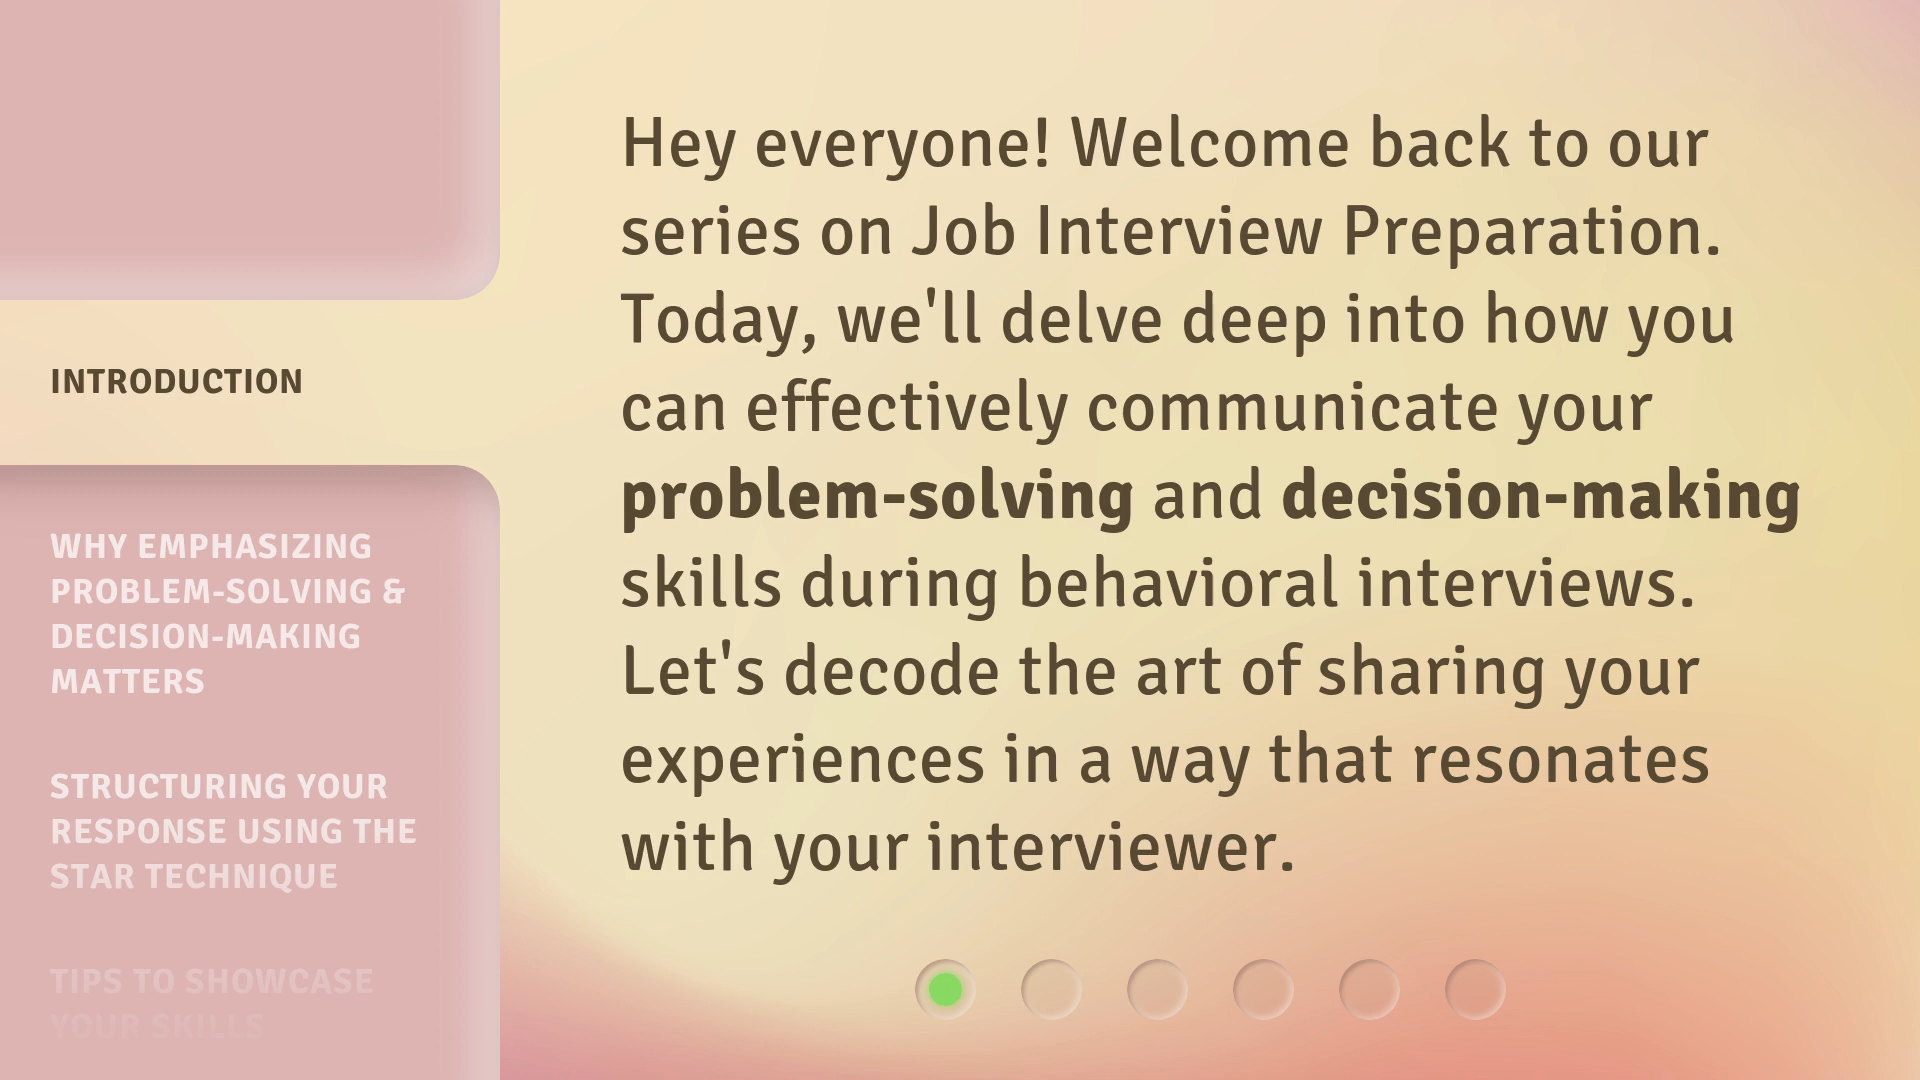 INTRODUCTION
WHY EMPHASIZING
PROBLEM-SOLVING &
DECISION-MAKING
MATTERS
STRUCTURING YOUR
RESPONSE USING THE
STAR TECHNIQUE
TIPS TO SHOWCASE
YOUR SKILLS
Hey everyone! Welcome back to our
series on Job Interview Preparation.
Today, we'll delve deep into how you
can effectively communicate your
problem-solving and decision-making
skills during behavioral interviews.
Let's decode the art of sharing your
experiences in a way that resonates
with your interviewer.